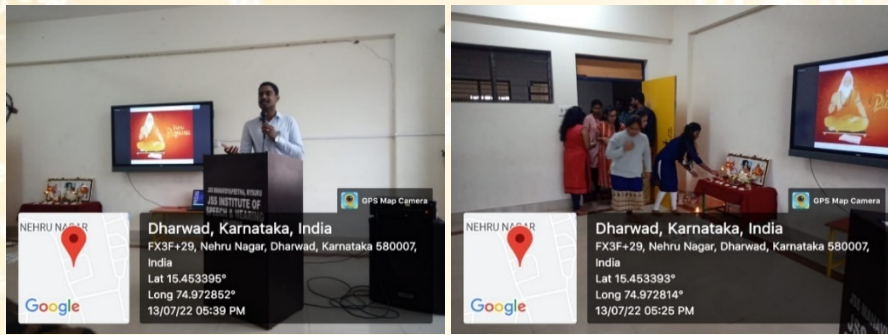 JSS MAHAVIDYAPEETHA, MYSURU
JSS INSTITUTE OF
SPEECH & HEARING
GPS Map Camera
NEHRU NAGAR
Google
Dharwad, Karnataka, India
FX3F+29, Nehru Nagar, Dharwad, Karnataka 580007,
India
Lat 15.453395°
Long 74.972852°
13/07/22 05:39 PM
GPS Map Camera
NEHRU NAGAR
Google
Dharwad, Karnataka, India
FX3F+29, Nehru Nagar, Dharwad, Karnataka 580007,
India
Lat 15.453393°
Long 74.972814°
13/07/22 05:25 PM